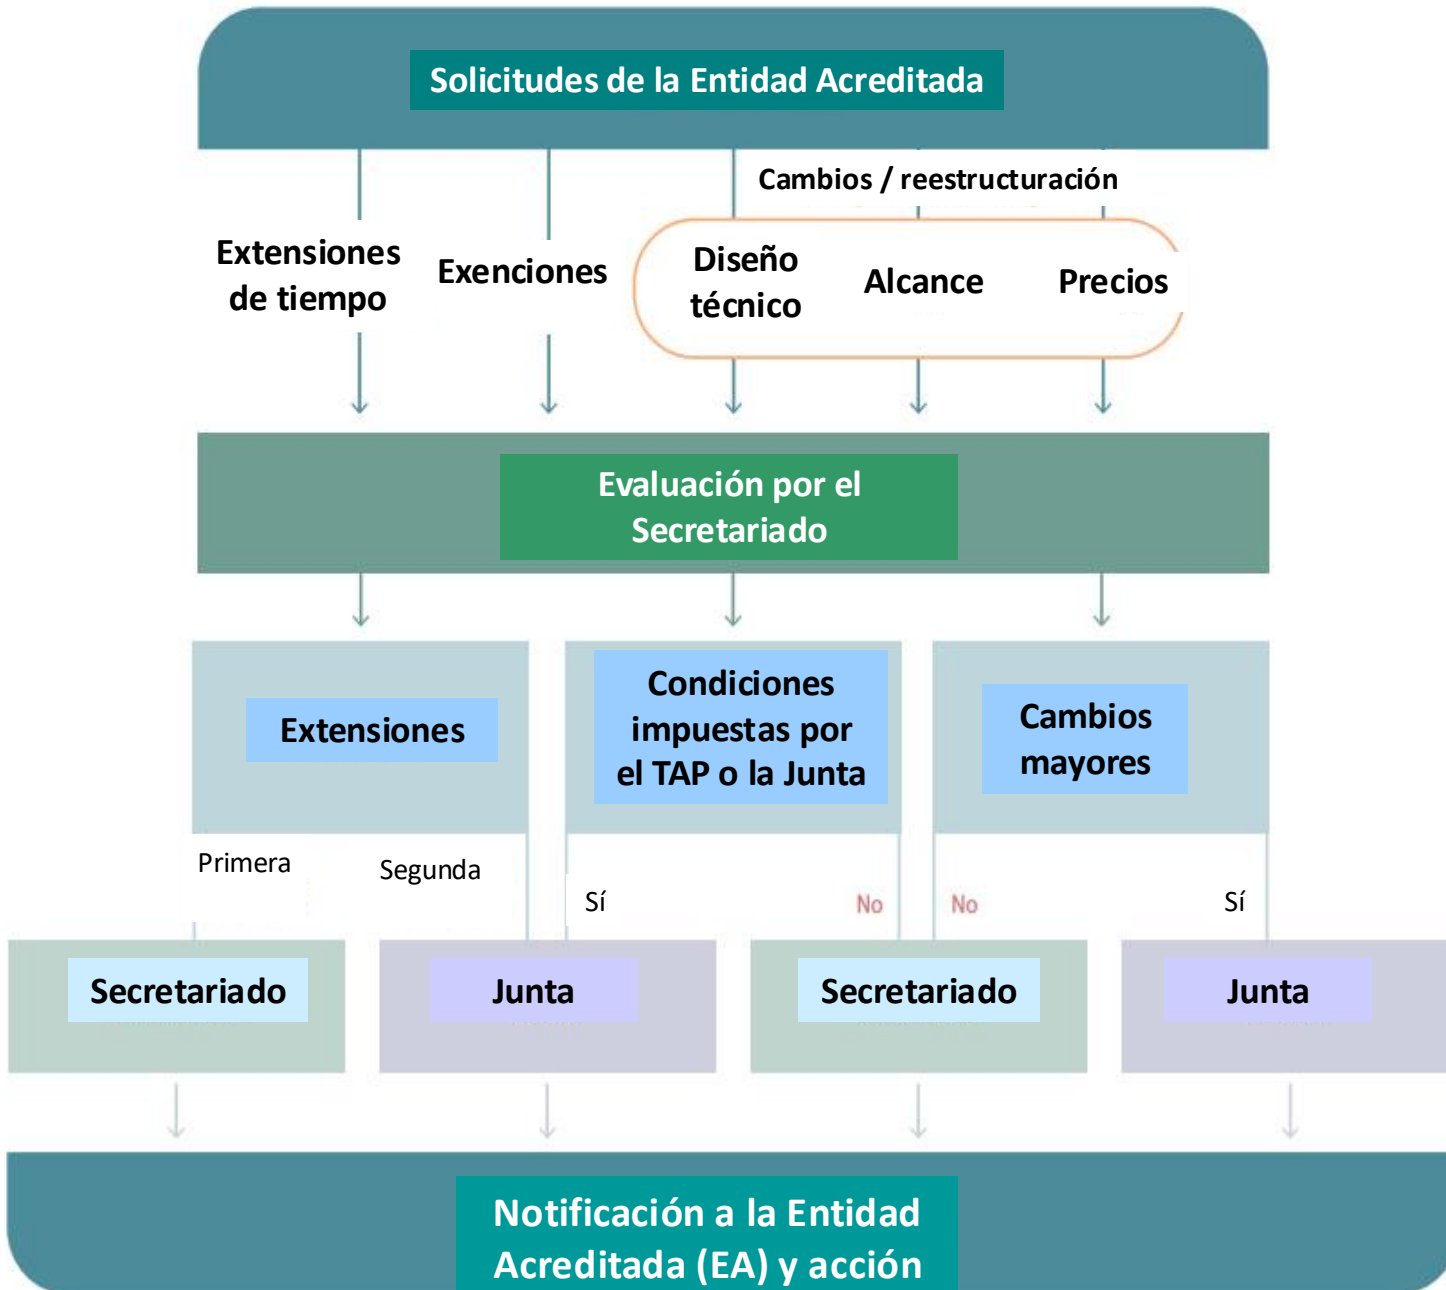 Solicitudes de la Entidad Acreditada
Cambios / reestructuración
Extensiones
de tiempo
Exenciones
Diseño
técnico
Alcance
Precios
Evaluación por el
Secretariado
Extensiones
Condiciones
impuestas por
el TAP o la Junta
Cambios
mayores
Primera
Segunda
Sí
No
No
Sí
Secretariado
Junta
Secretariado
Junta
Notificación a la Entidad
Acreditada (EA) y acción